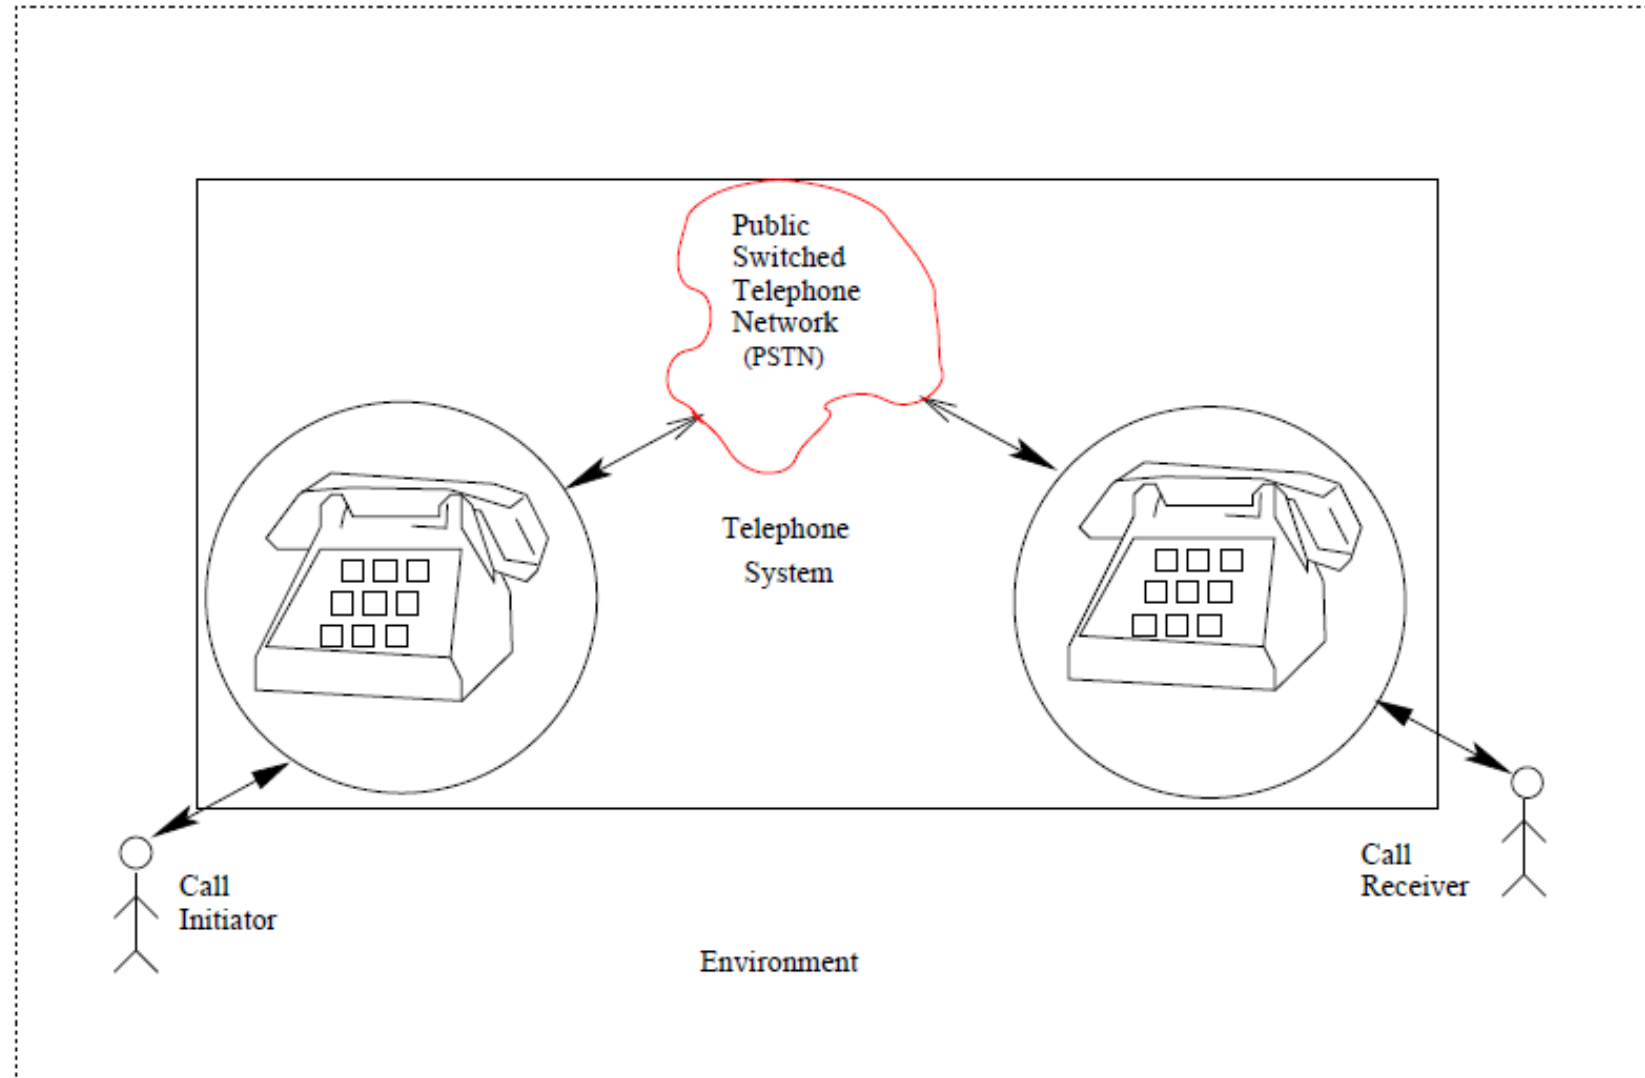 Public
Switched
Telephone
Network
(PSTN)
Telephone
System
Call
Initiator
Call
Receiver
Environment